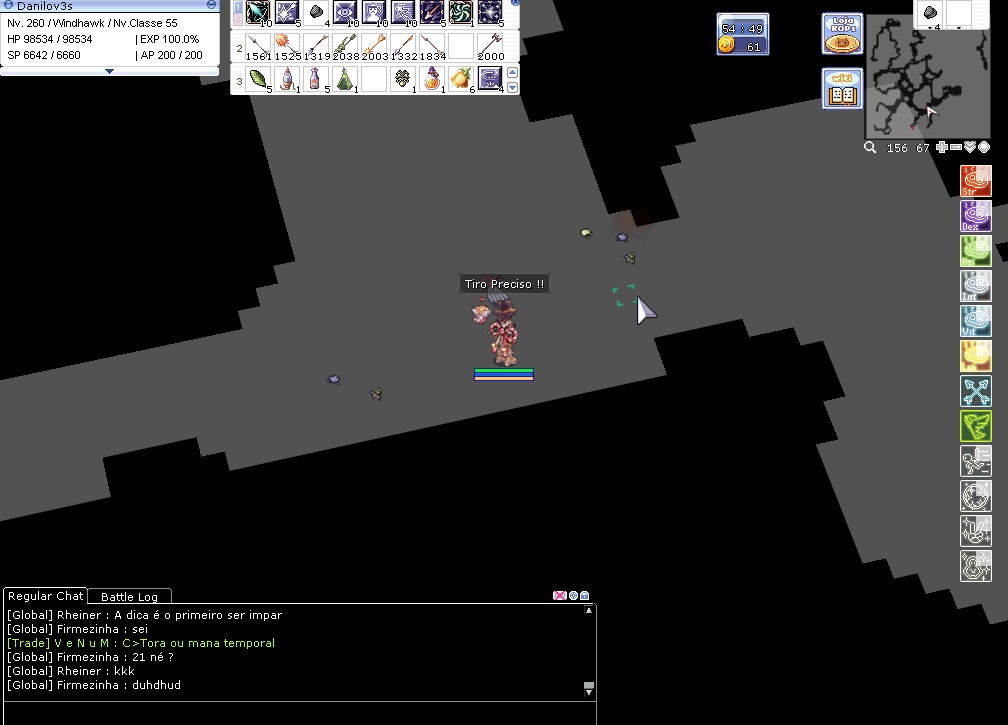 Danilov3s
Nv. 260 / Windhawk / Nv.Classe 55
HP 98534 / 98534 | EXP 100.0%
SP 6642 / 6660 | AP 200 / 200
10 5 4 10 10 10 5 1 5
2 1561 1525 1319 2038 2003 1332 1834 2000
3 5 1 5 1 1 1 6 4
54 : 49
61
Loja
ROPs
wiki
4
156 67
Str
Dex
Agi
Int
Vit
Tiro Preciso !!
Regular Chat Battle Log
[Global] Rheiner : A dica é o primeiro ser impar
[Global] Firmezinha : sei
[Trade] V e N u M : C>Tora ou mana temporal
[Global] Firmezinha : 21 né ?
[Global] Rheiner : kkk
[Global] Firmezinha : duhdhud